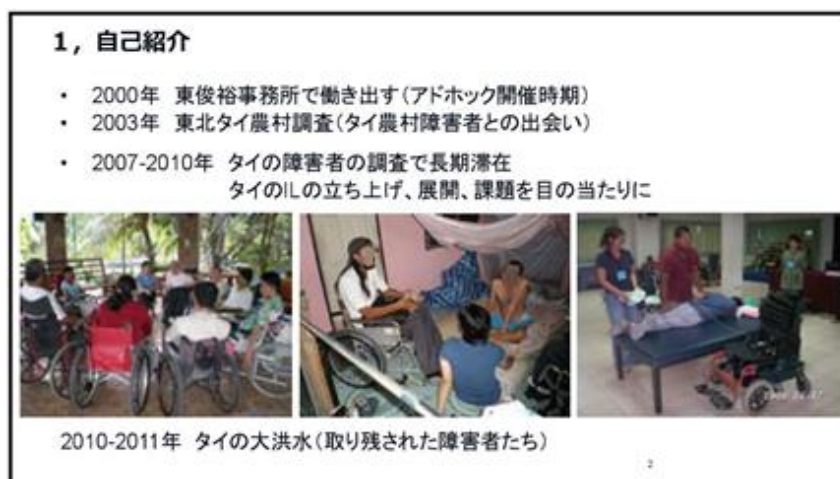 1，自己紹介
・ 2000年 東俊裕事務所で働き出す（アドホック開催時期）
・ 2003年 東北タイ農村調査（タイ農村障害者との出会い）
・ 2007-2010年 タイの障害者の調査で長期滞在
タイのILの立ち上げ、展開、課題を目の当たりに
2010-2011年 タイの大洪水（取り残された障害者たち）
2